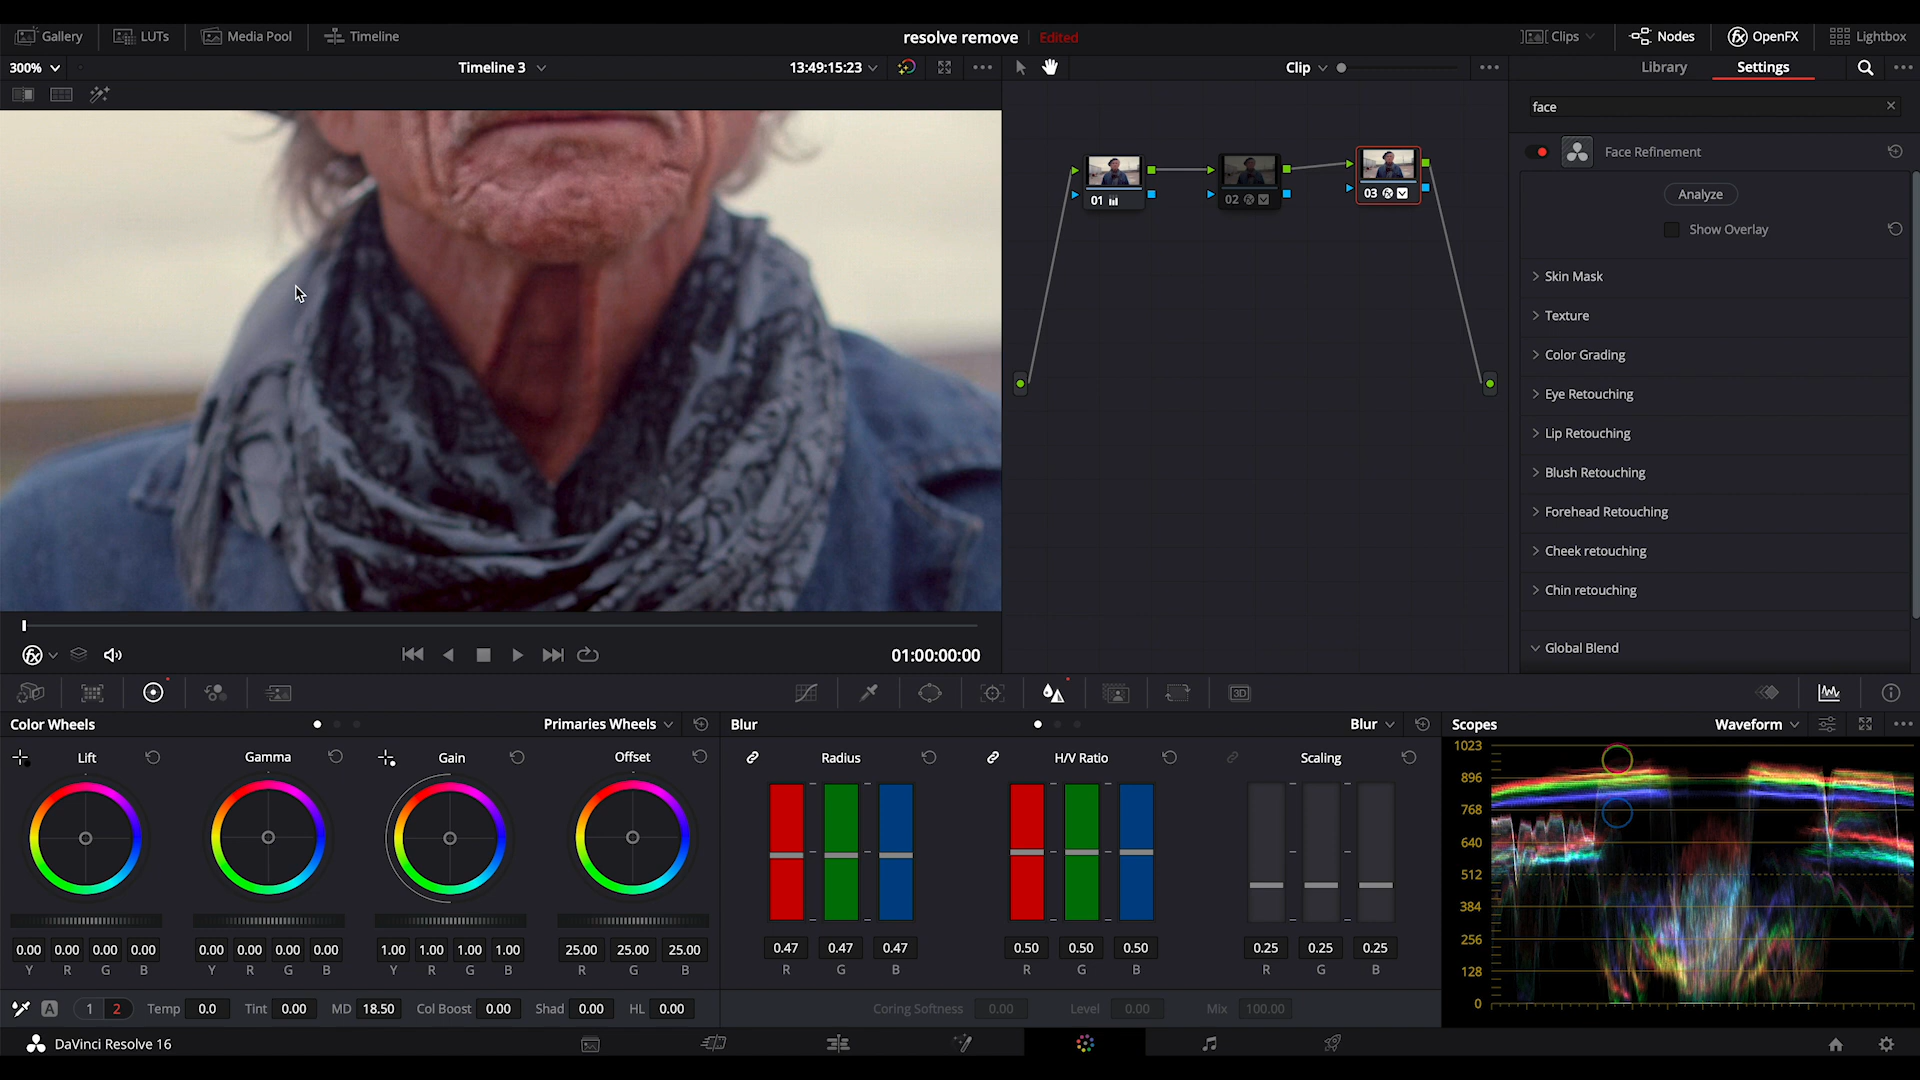 Gallery LUTs Media Pool Timeline resolve remove Edited Clips Nodes OpenFX Lightbox
300% Timeline 3 13:49:15:23 Clip Library Settings
face
Face Refinement
Analyze
Show Overlay
01 02 03
Skin Mask
Texture
Color Grading
Eye Retouching
Lip Retouching
Blush Retouching
Forehead Retouching
Cheek retouching
Chin retouching
Global Blend
01:00:00:00
3D
Color Wheels Primaries Wheels Blur Blur Scopes Waveform
Lift Gamma Gain Offset Radius H/V Ratio Scaling
1023
896
768
640
512
384
256
128
0
0.00 0.00 0.00 0.00 0.00 0.00 0.00 0.00 1.00 1.00 1.00 1.00 25.00 25.00 25.00 0.47 0.47 0.47 0.50 0.50 0.50 0.25 0.25 0.25
Y R G B Y R G B Y R G B R G B R G B R G B R G B
A 1 2 Temp 0.0 Tint 0.00 MD 18.50 Col Boost 0.00 Shad 0.00 HL 0.00 Coring Softness 0.00 Level 0.00 Mix 100.00
DaVinci Resolve 16